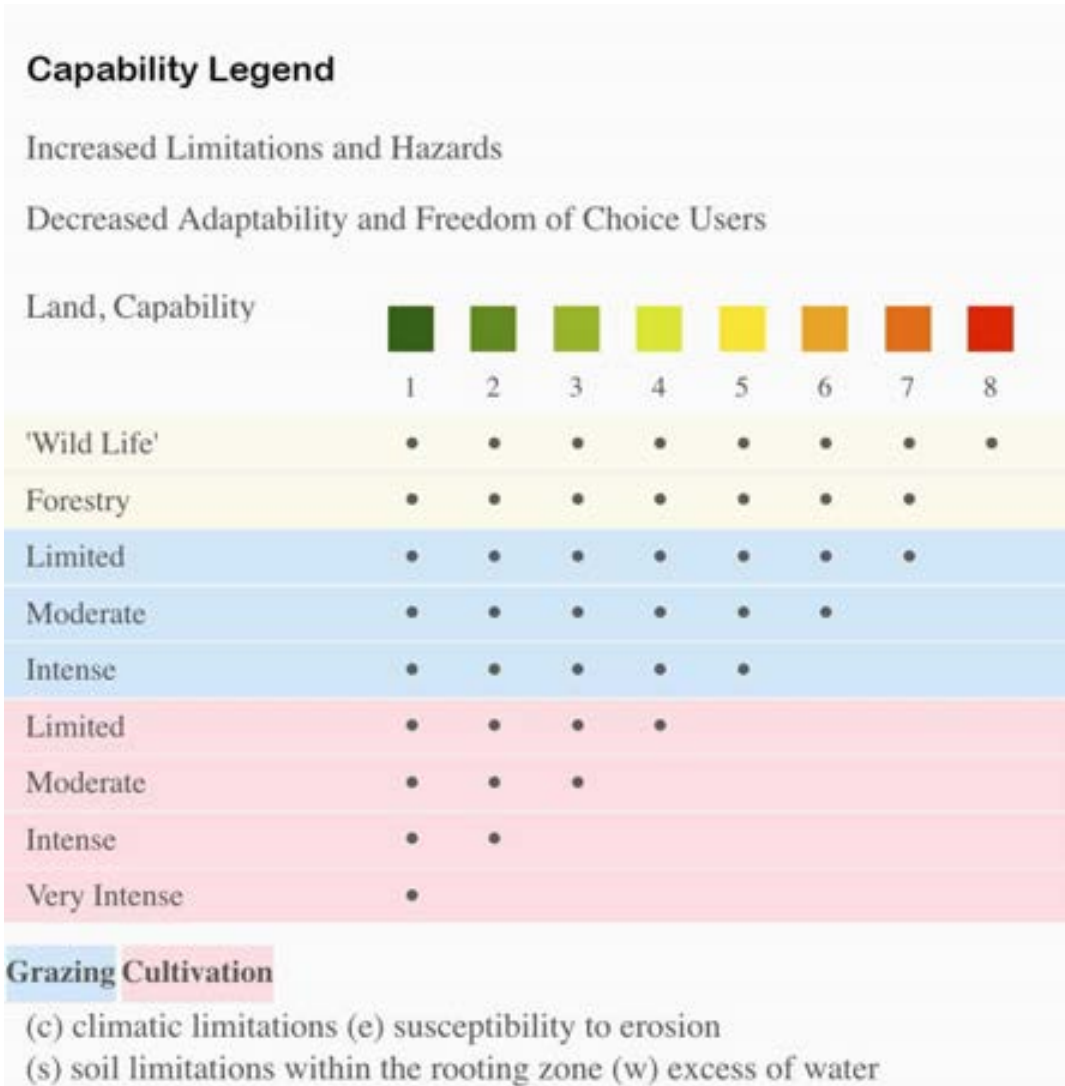 Capability Legend
Increased Limitations and Hazards
Decreased Adaptability and Freedom of Choice Users
Land, Capability
1 2 3 4 5 6 7 8
'Wild Life' • • • • • • • •
Forestry • • • • • • •
Limited • • • • • • •
Moderate • • • • • •
Intense • • • • •
Limited • • • •
Moderate • • •
Intense • •
Very Intense •
Grazing Cultivation
(c) climatic limitations (e) susceptibility to erosion
(s) soil limitations within the rooting zone (w) excess of water